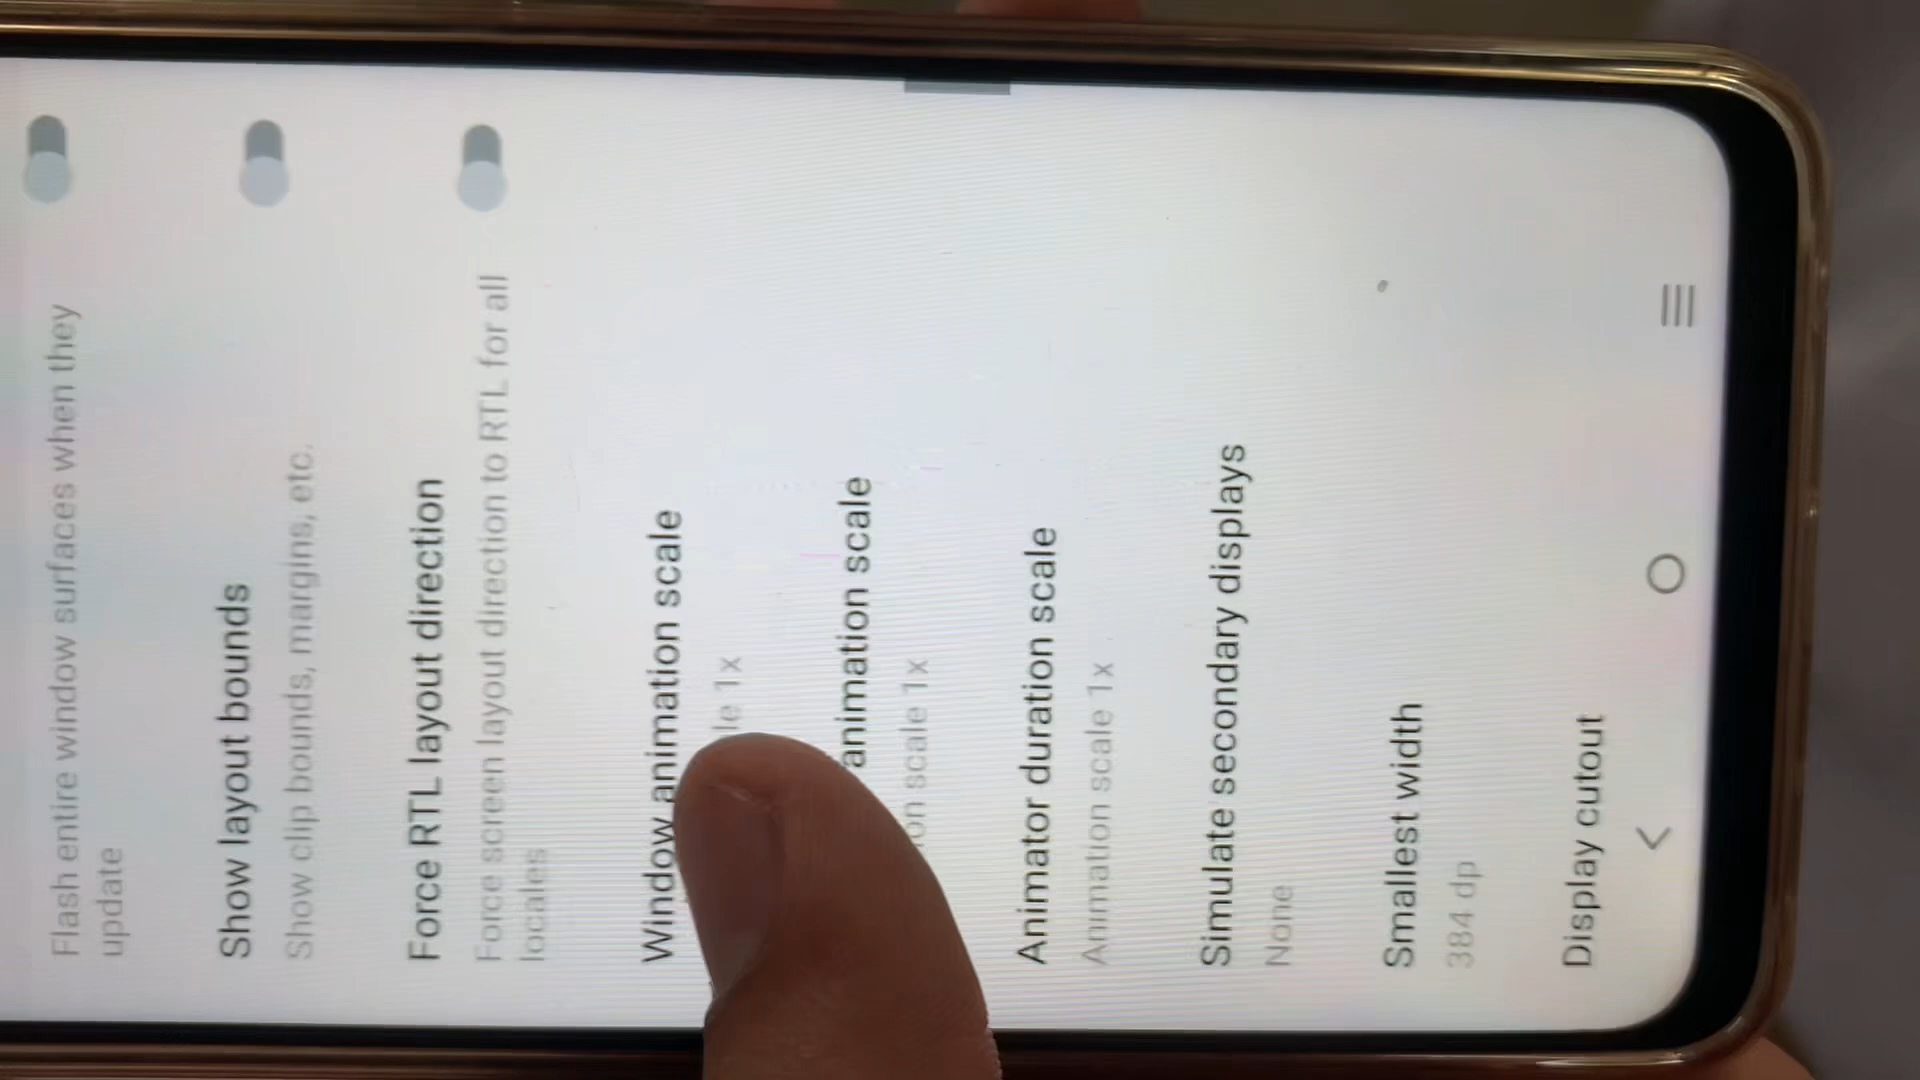 Flash entire window surfaces when they
update
Show layout bounds
Show clip bounds, margins, etc.
Force RTL layout direction
Force screen layout direction to RTL for all
locales
Window animation scale
1x
animation scale
scale 1x
Animator duration scale
Animation scale 1x
Simulate secondary displays
None
Smallest width
384 dp
Display cutout